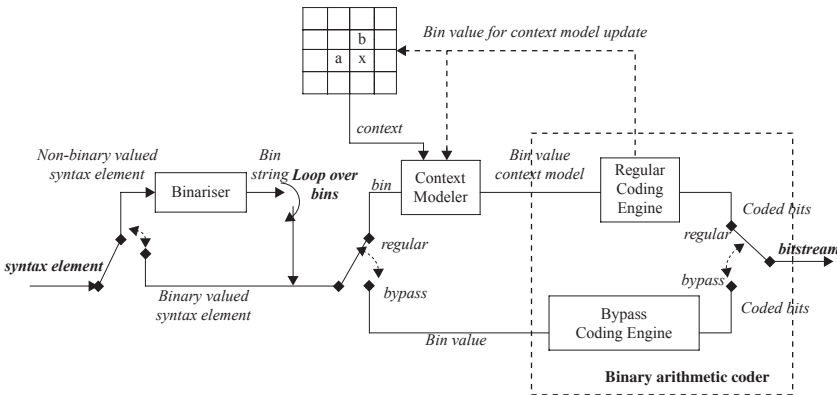 b
Bin value for context model update
a x
context
Non-binary valued
syntax element
Bin
string
Loop over
bins
Binariser
bin
Context
Modeler
Bin value
context model
Regular
Coding
Engine
Coded bits
regular
regular
syntax element
bitstream
bypass
bypass
Binary valued
syntax element
Coded bits
Bypass
Coding Engine
Bin value
Binary arithmetic coder